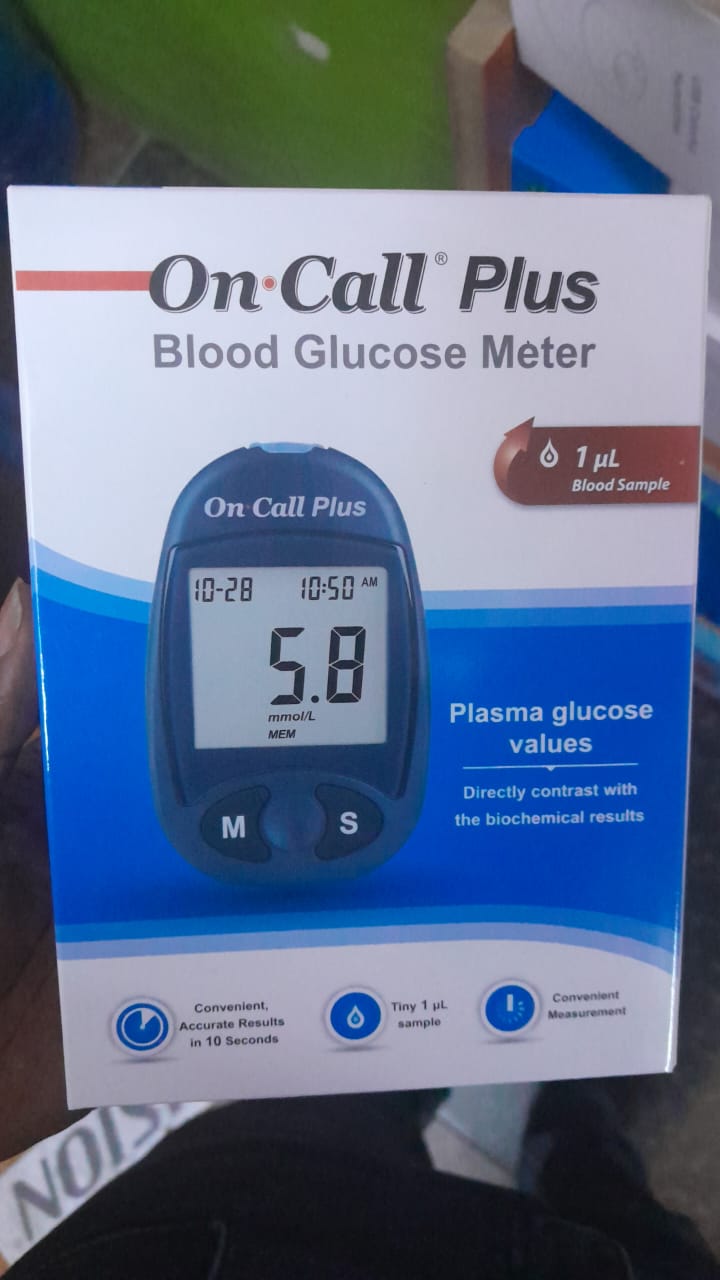 On·Call® Plus
Blood Glucose Meter
1 µL
Blood Sample
On·Call Plus
10-28 10:50 AM
5.8
mmol/L
MEM
M S
Plasma glucose
values
Directly contrast with
the biochemical results
Convenient,
Accurate Results
in 10 Seconds
Tiny 1 µL
sample
Convenient
Measurement